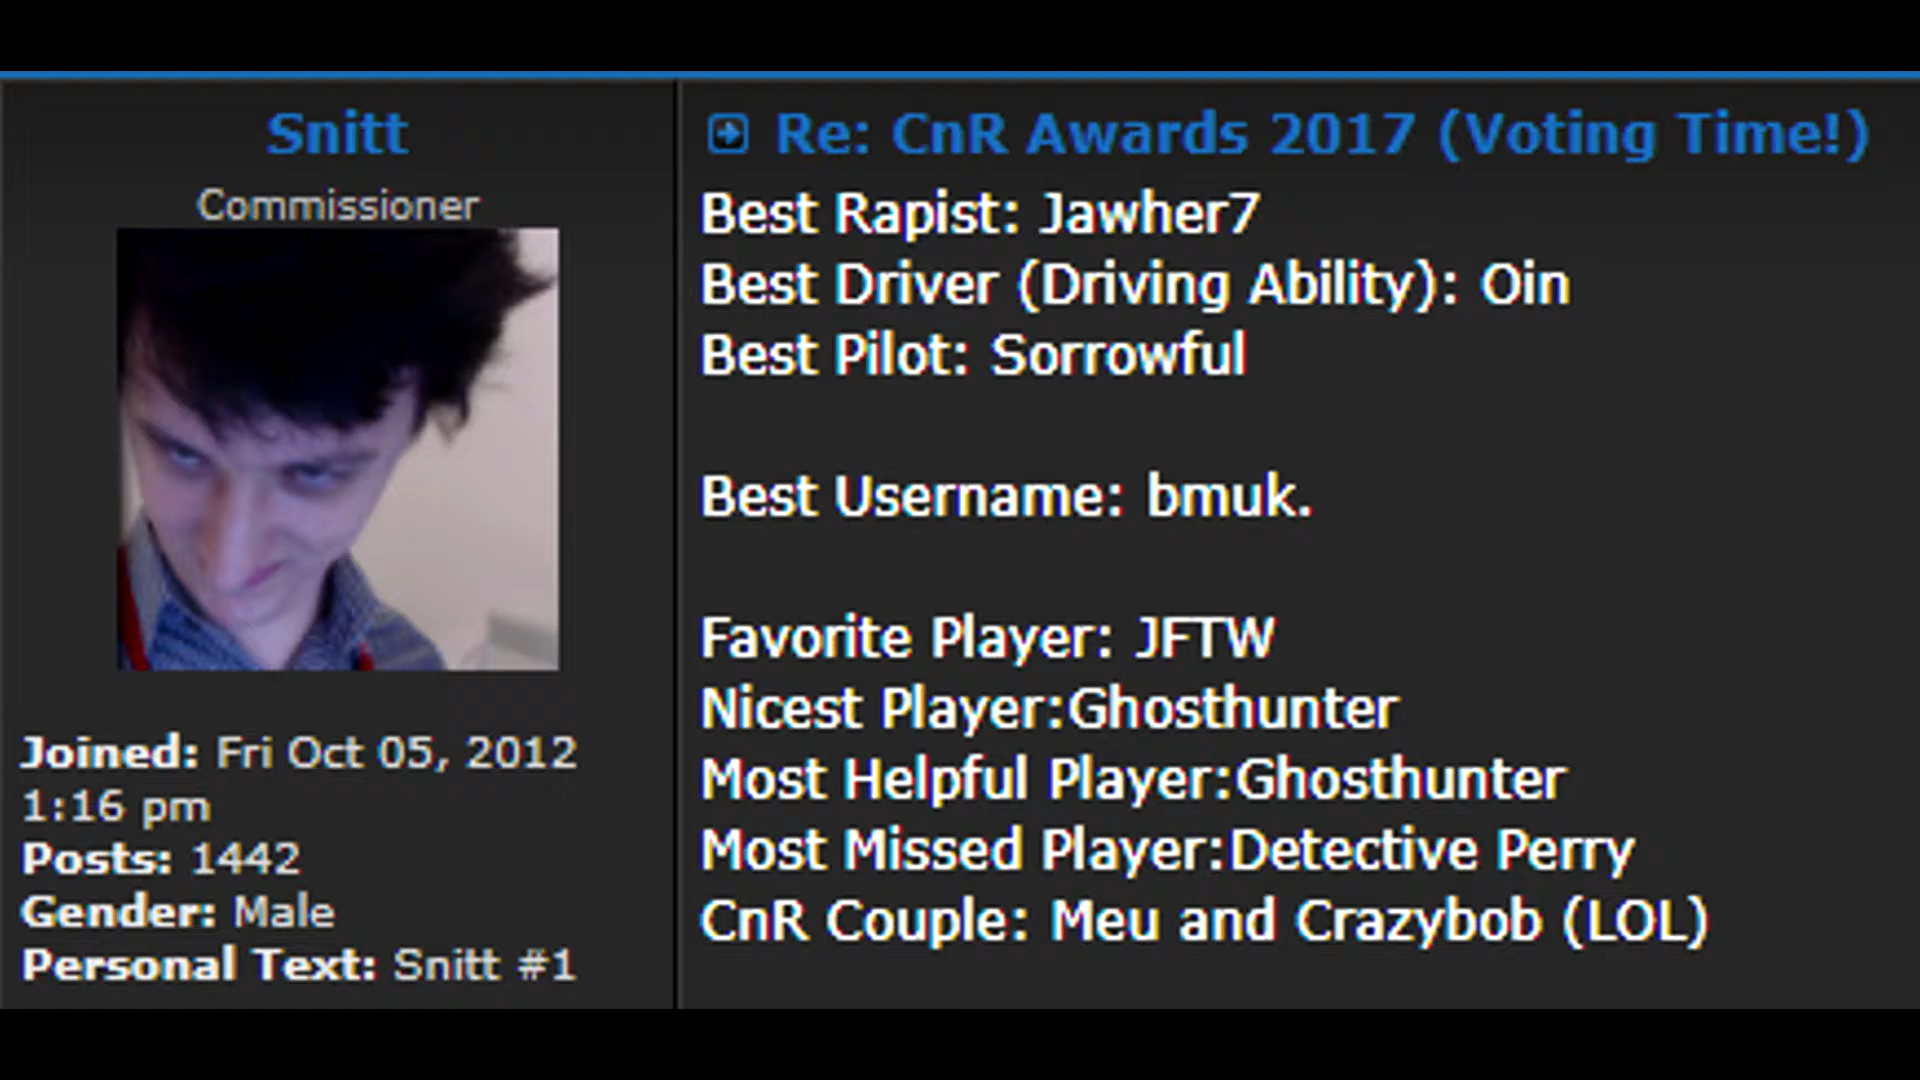 Snitt
Commissioner
Joined: Fri Oct 05, 2012
1:16 pm
Posts: 1442
Gender: Male
Personal Text: Snitt #1
Re: CnR Awards 2017 (Voting Time!)
Best Rapist: Jawher7
Best Driver (Driving Ability): Oin
Best Pilot: Sorrowful
Best Username: bmuk.
Favorite Player: JFTW
Nicest Player:Ghosthunter
Most Helpful Player:Ghosthunter
Most Missed Player:Detective Perry
CnR Couple: Meu and Crazybob (LOL)